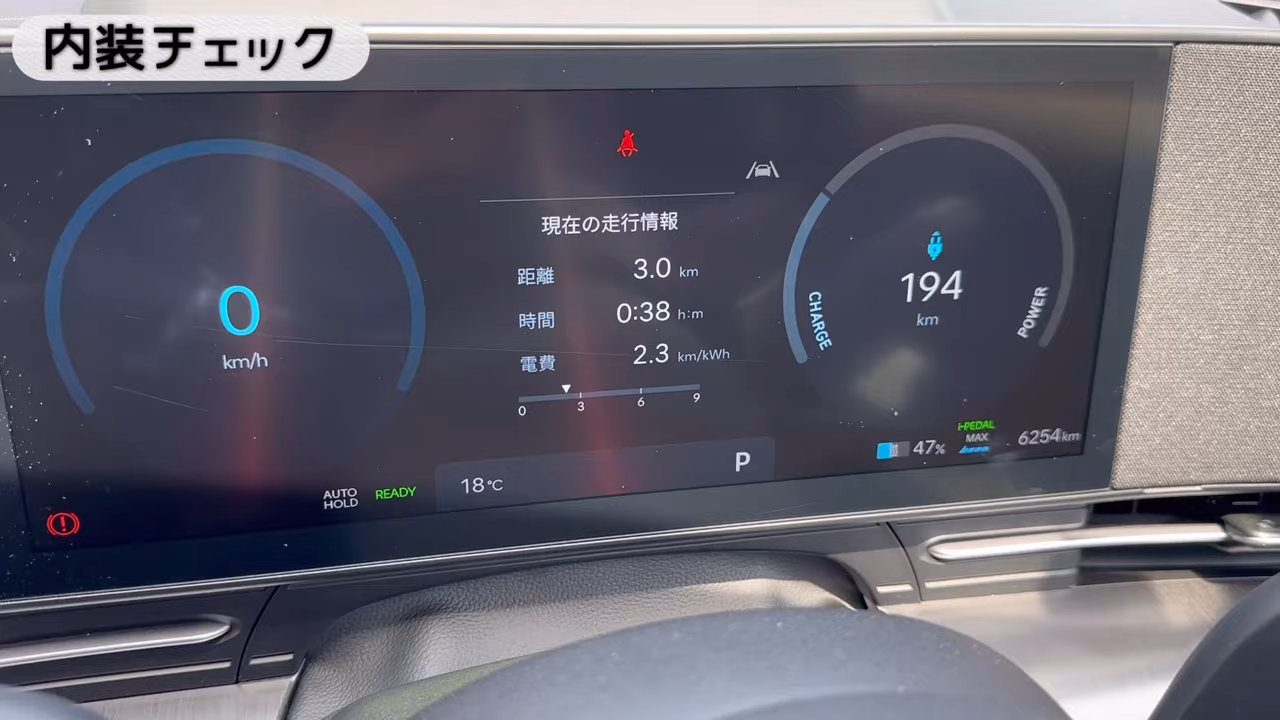 内装チェック
現在の走行情報
距離 3.0 km
時間 0:38 h:m
電費 2.3 km/kWh
0 3 6 9
0
km/h
194
km
CHARGE
POWER
i-PEDAL
MAX
47%
6254km
P
18℃
AUTO
HOLD
READY